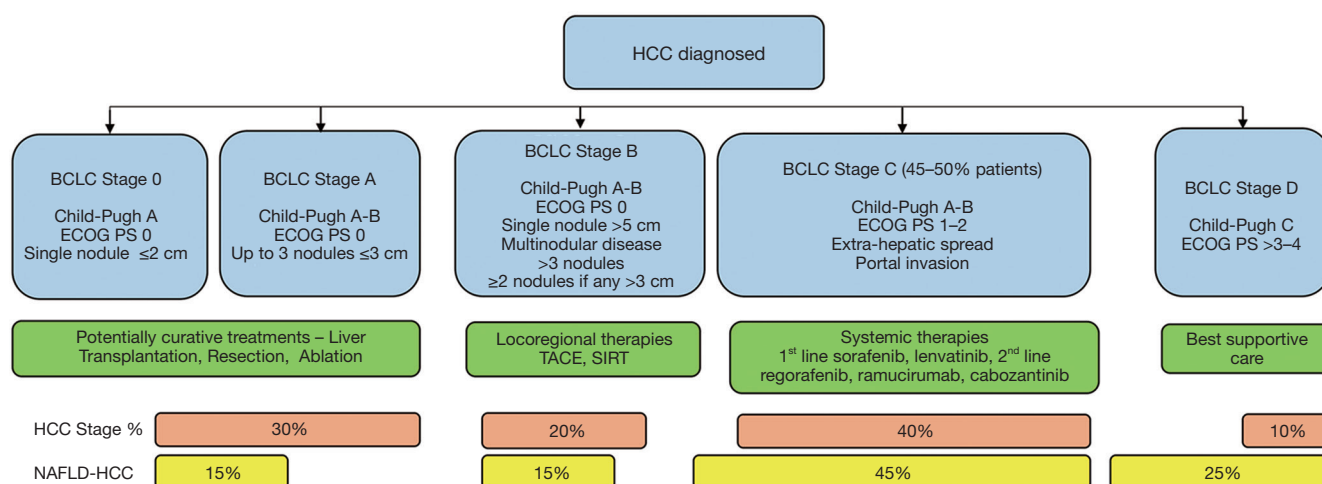 HCC diagnosed
BCLC Stage 0
Child-Pugh A
ECOG PS 0
Single nodule ≤2 cm
BCLC Stage A
Child-Pugh A-B
ECOG PS 0
Up to 3 nodules ≤3 cm
BCLC Stage B
Child-Pugh A-B
ECOG PS 0
Single nodule >5 cm
Multinodular disease
>3 nodules
≥2 nodules if any >3 cm
BCLC Stage C (45–50% patients)
Child-Pugh A-B
ECOG PS 1–2
Extra-hepatic spread
Portal invasion
BCLC Stage D
Child-Pugh C
ECOG PS >3–4
Potentially curative treatments – Liver
Transplantation, Resection, Ablation
Locoregional therapies
TACE, SIRT
Systemic therapies
1st line sorafenib, lenvatinib, 2nd line
regorafenib, ramucirumab, cabozantinib
Best supportive
care
HCC Stage % 30% 20% 40% 10%
NAFLD-HCC 15% 15% 45% 25%